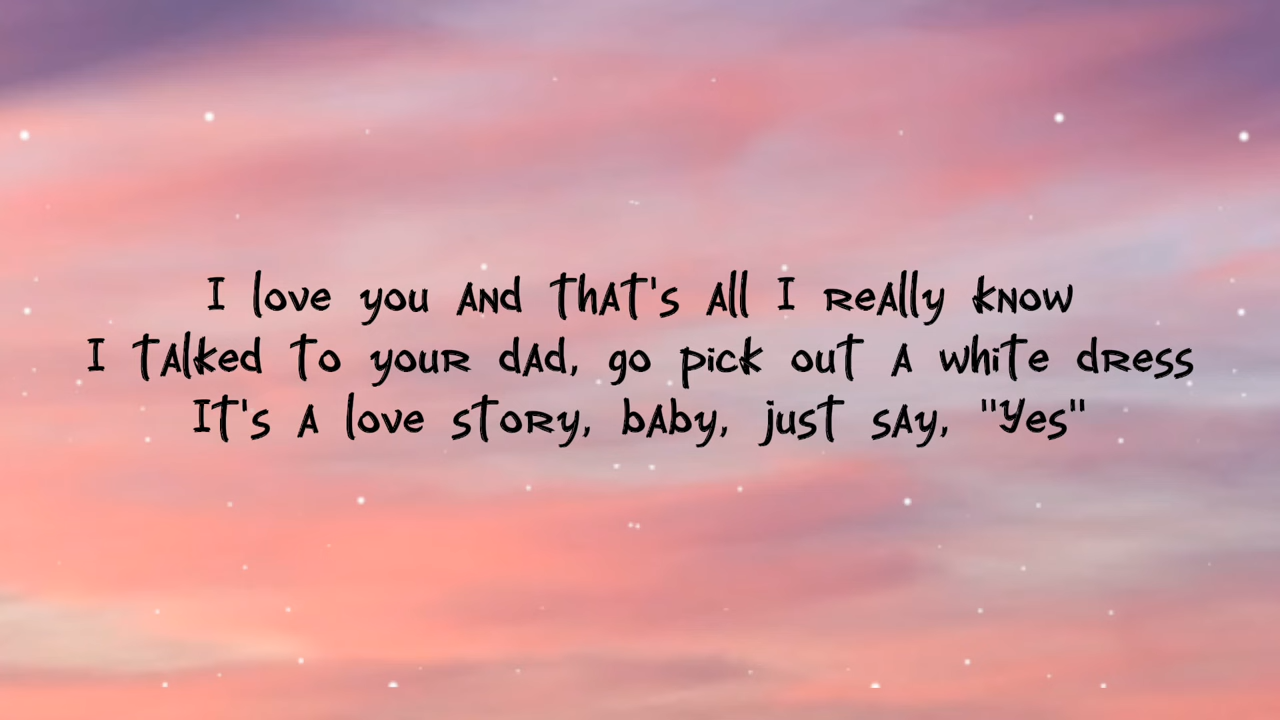 I love you and that's all I really know
I talked to your dad, go pick out a white dress
It's a love story, baby, just say, "Yes"